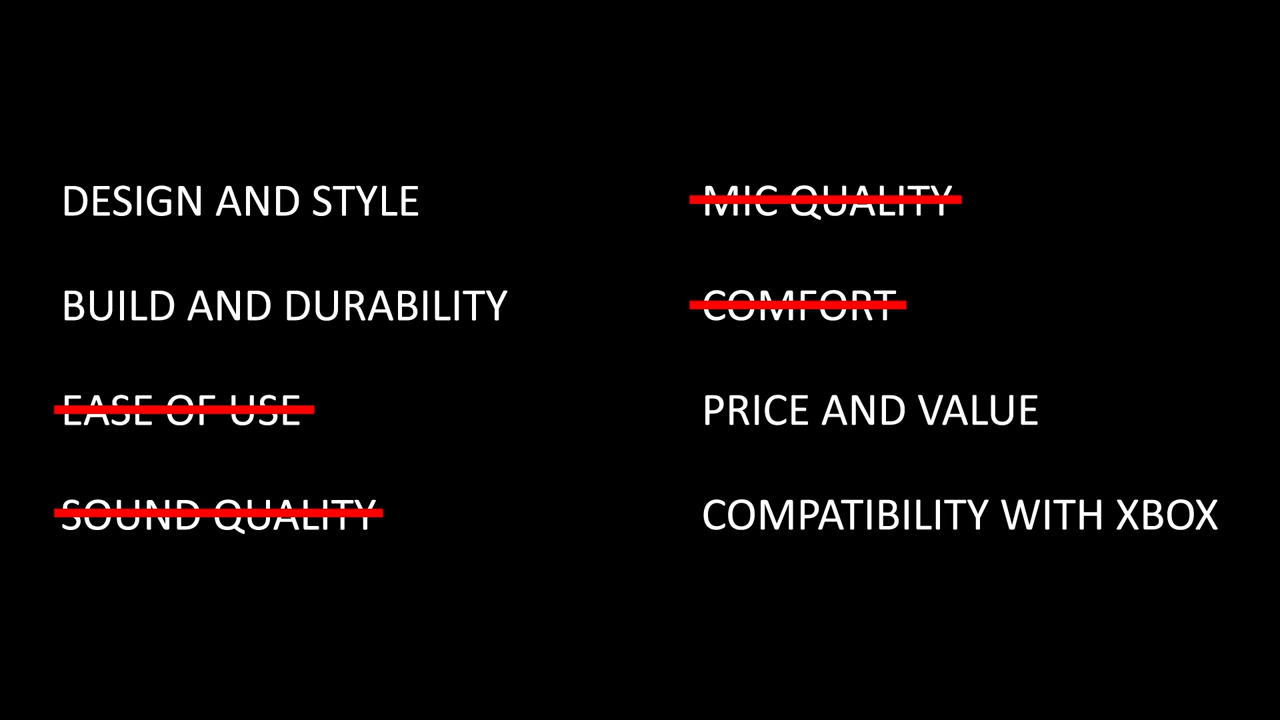 DESIGN AND STYLE
BUILD AND DURABILITY
EASE OF USE
SOUND QUALITY
MIC QUALITY
COMFORT
PRICE AND VALUE
COMPATIBILITY WITH XBOX